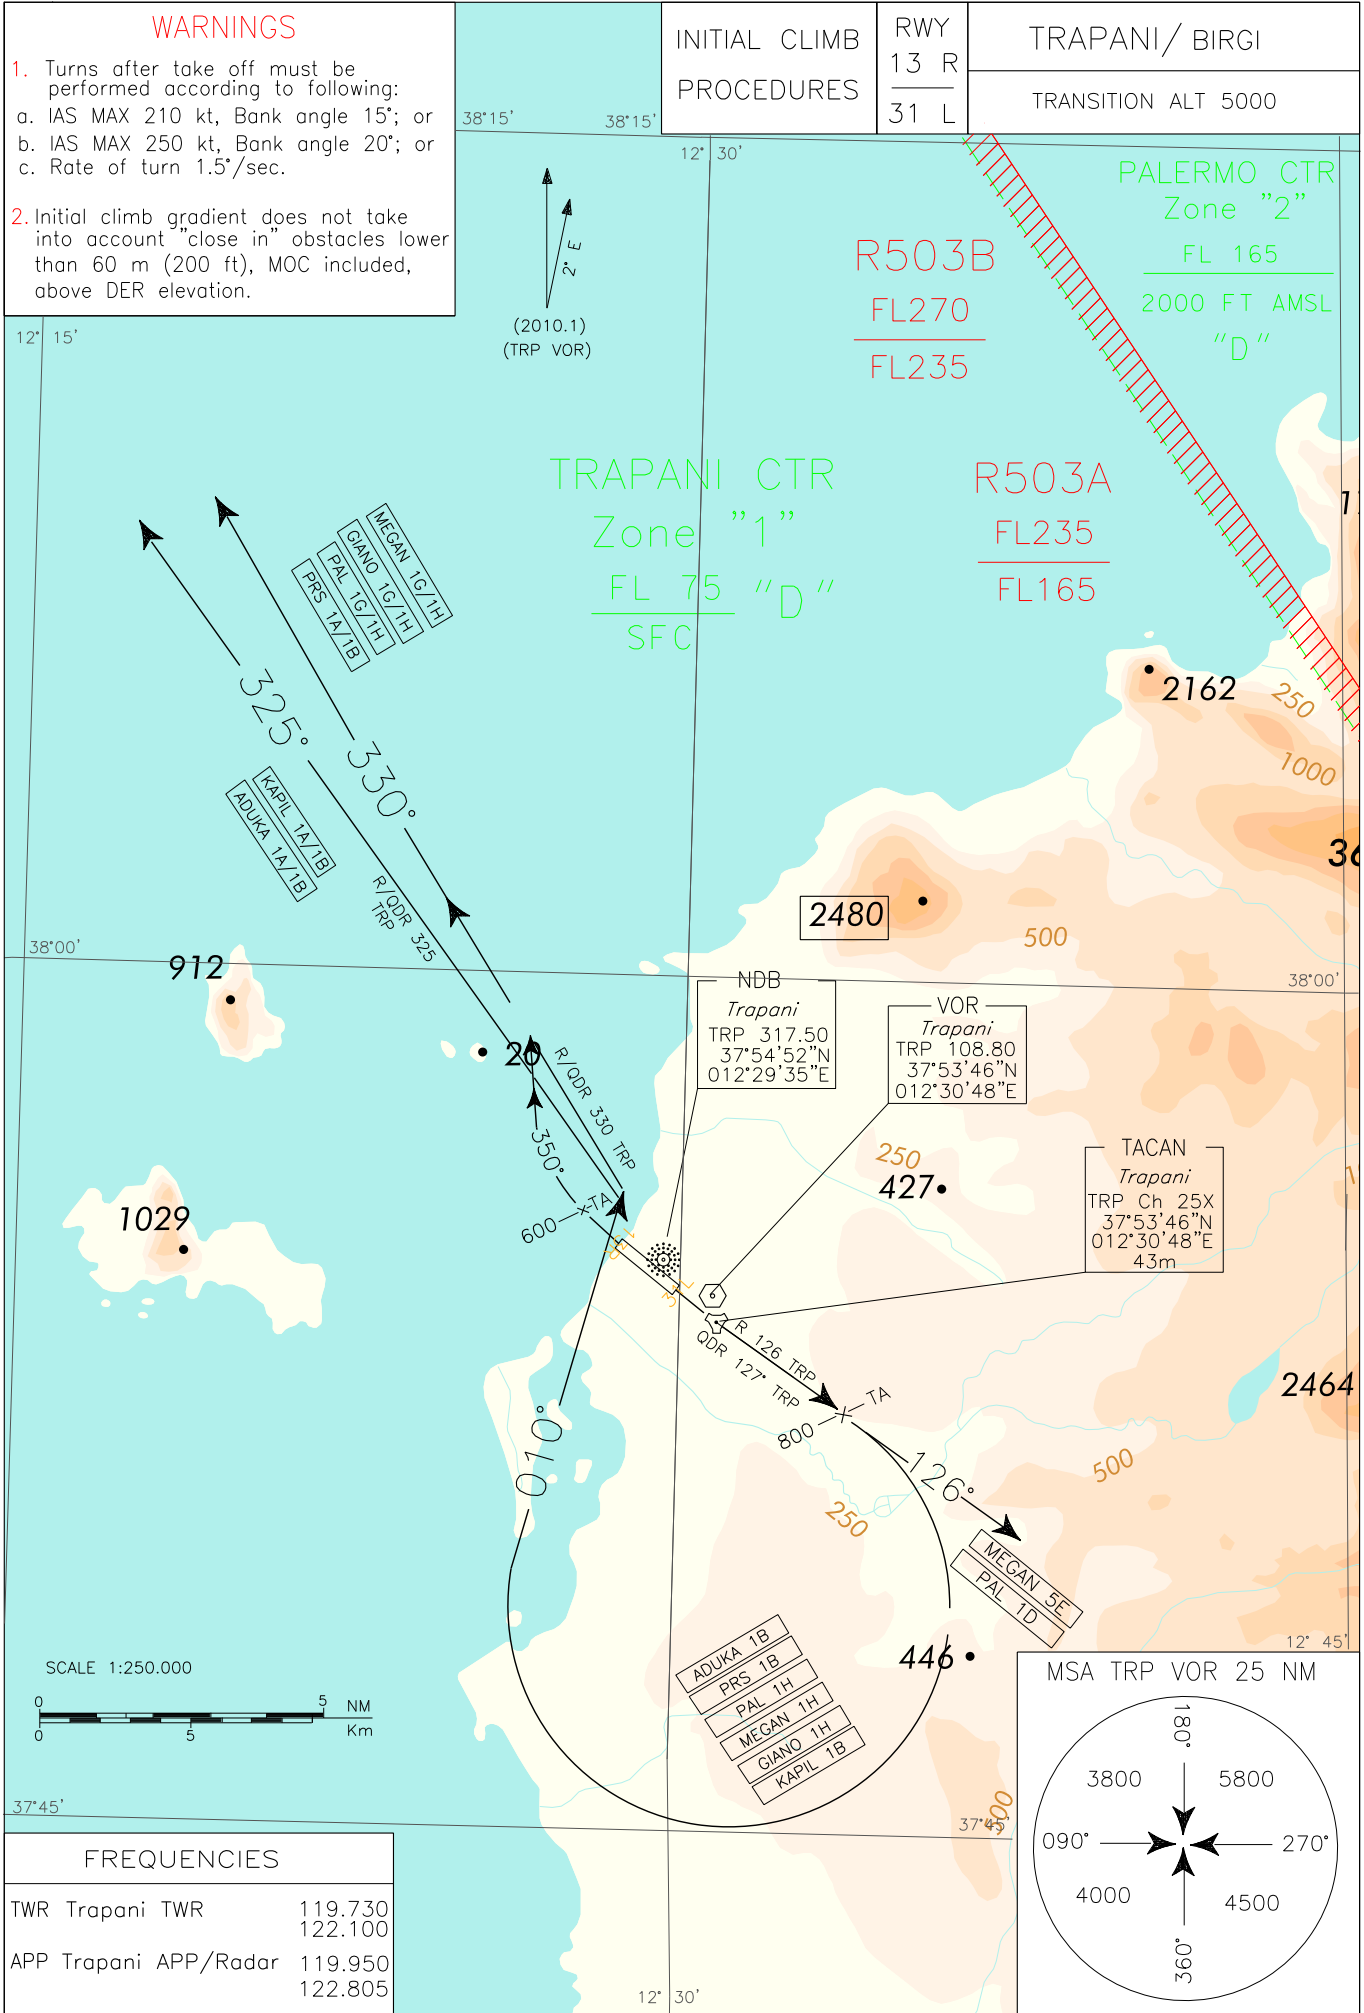 WARNINGS
1. Turns after take off must be
performed according to following:
a. IAS MAX 210 kt, Bank angle 15°; or
b. IAS MAX 250 kt, Bank angle 20°; or
c. Rate of turn 1.5°/sec.
2. Initial climb gradient does not take
into account "close in" obstacles lower
than 60 m (200 ft), MOC included,
above DER elevation.
INITIAL CLIMB
PROCEDURES
RWY
13 R
31 L
TRAPANI/ BIRGI
TRANSITION ALT 5000
38°15'
38°15'
12° 30'
12° 15'
2° E
(2010.1)
(TRP VOR)
PALERMO CTR
Zone "2"
FL 165
2000 FT AMSL
"D"
R503B
FL270
FL235
TRAPANI CTR
Zone "1"
FL 75
SFC
"D"
R503A
FL235
FL165
MEGAN 1G/1H
GIANO 1G/1H
PAL 1G/1H
PRS 1A/1B
325°
330°
KAPIL 1A/1B
ADUKA 1A/1B
R/QDR 325
TRP
2162
250
1000
2480
500
38°00'
38°00'
912
20
1029
NDB
Trapani
TRP 317.50
37°54'52"N
012°29'35"E
VOR
Trapani
TRP 108.80
37°53'46"N
012°30'48"E
TACAN
Trapani
TRP Ch 25X
37°53'46"N
012°30'48"E
43m
R/QDR 330 TRP
350°
600
TA
13R
31L
250
427
R 126 TRP
QDR 127° TRP
TA
800
126°
010°
2464
500
250
MEGAN 5E
PAL 1D
446
ADUKA 1B
PRS 1B
PAL 1H
MEGAN 1H
GIANO 1H
KAPIL 1B
12° 45'
SCALE 1:250.000
0 5 NM
0 5 Km
37°45'
37°45'
500
12° 30'
MSA TRP VOR 25 NM
180°
3800 5800
090° 270°
4000 4500
360°
FREQUENCIES
TWR Trapani TWR 119.730
122.100
APP Trapani APP/Radar 119.950
122.805